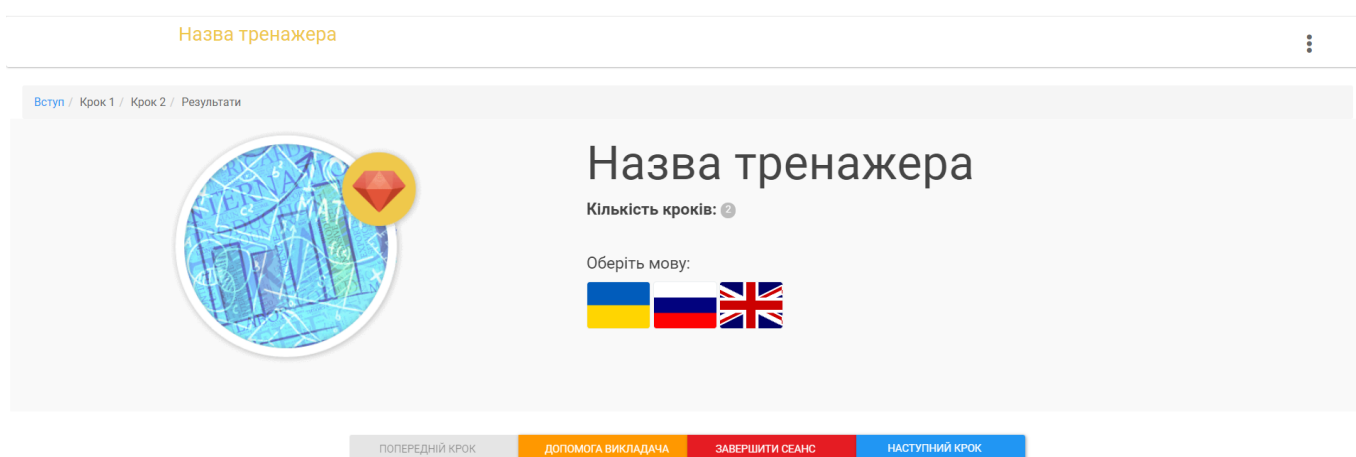 Назва тренажера
Вступ / Крок 1 / Крок 2 / Результати
Назва тренажера
Кількість кроків: 2
Оберіть мову:
ПОПЕРЕДНІЙ КРОК ДОПОМОГА ВИКЛАДАЧА ЗАВЕРШИТИ СЕАНС НАСТУПНИЙ КРОК